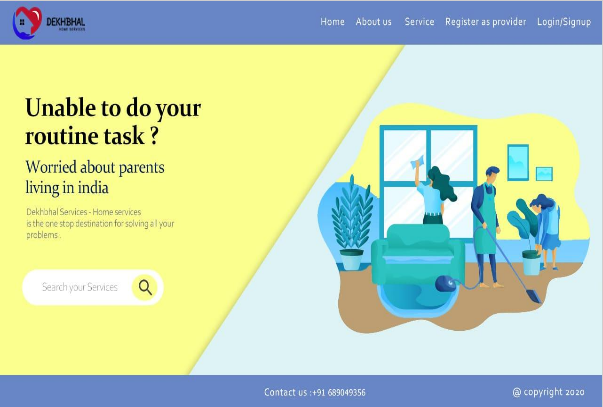 DEKHBHAL
HOME SERVICES
Home About us Service Register as provider Login/Signup
Unable to do your
routine task ?
Worried about parents
living in india
Dekhbhal Services - Home services
is the one stop destination for solving all your
problems .
Search your Services
Contact us :+91 689049356
@ copyright 2020